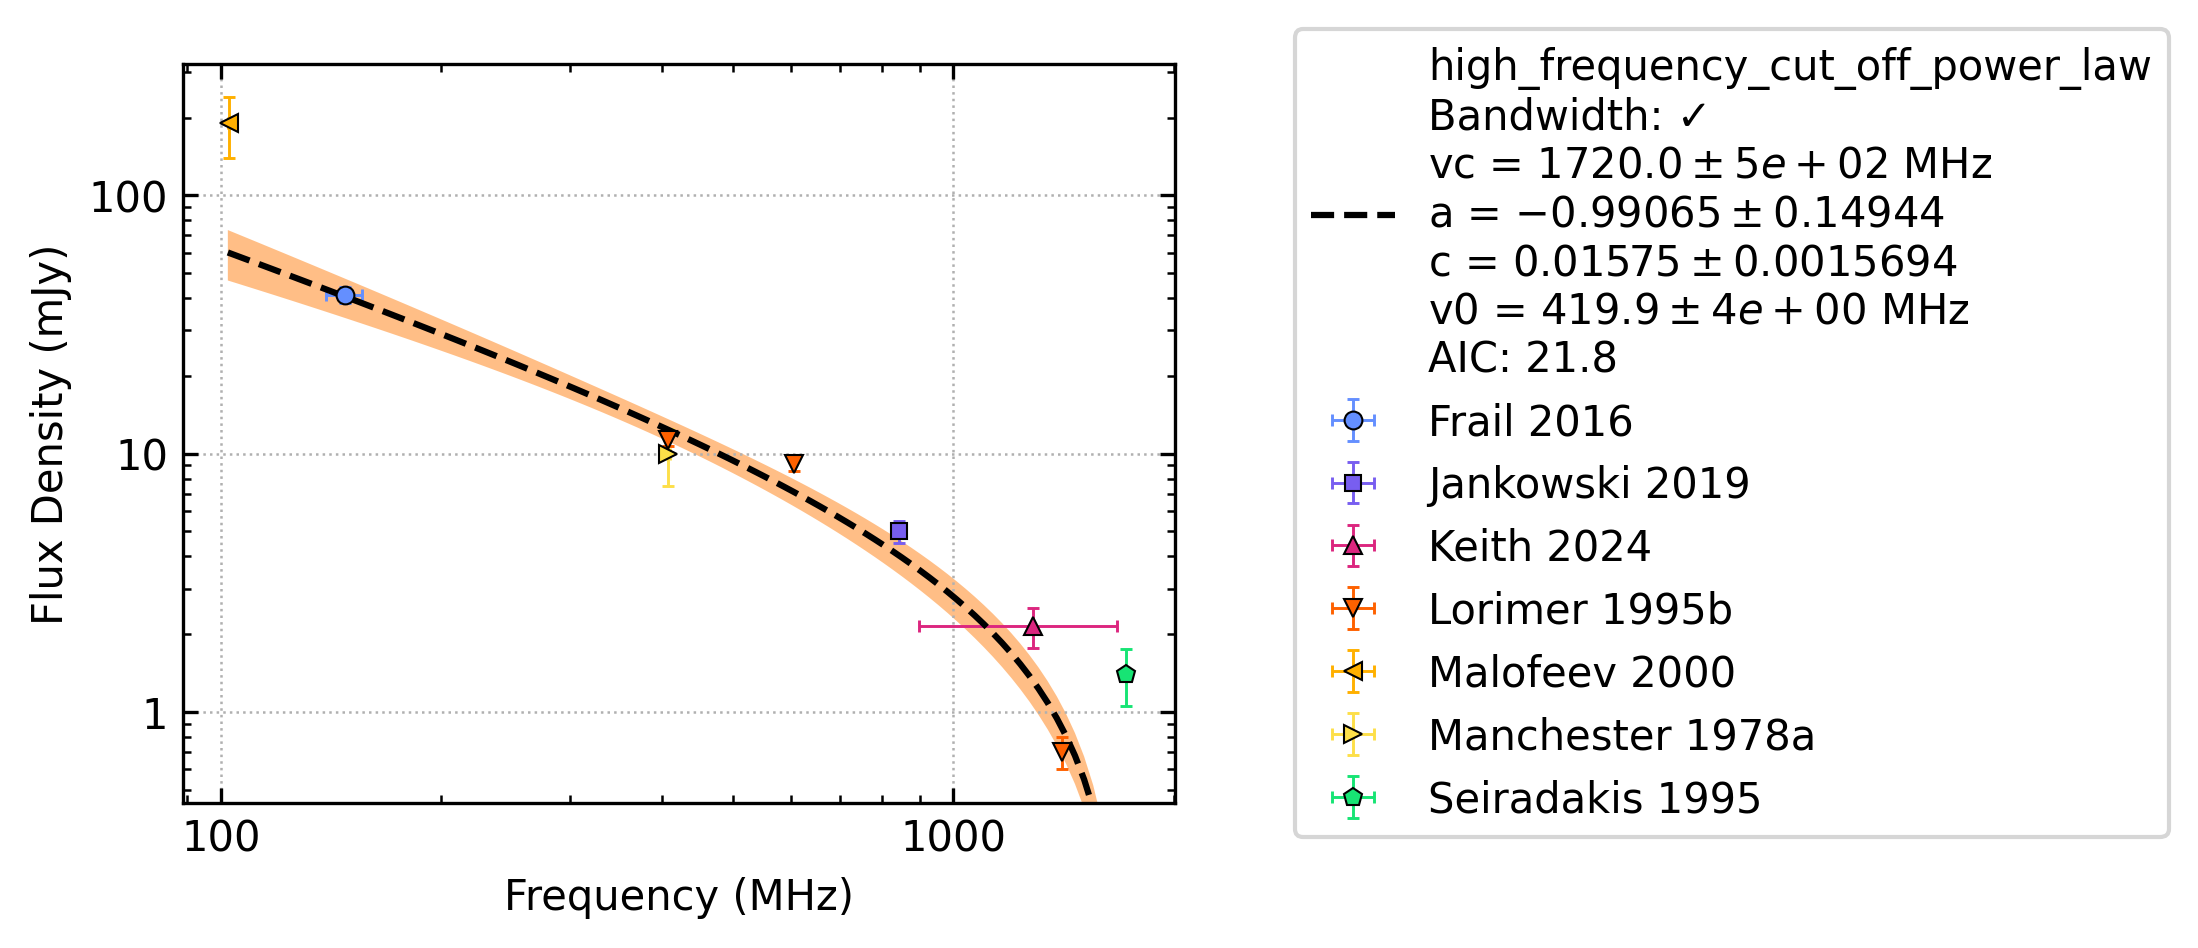 100
10
1
Flux Density (mJy)
100
1000
Frequency (MHz)
high_frequency_cut_off_power_law
Bandwidth: ✓
vc = 1720.0 ± 5e + 02 MHz
a = −0.99065 ± 0.14944
c = 0.01575 ± 0.0015694
v0 = 419.9 ± 4e + 00 MHz
AIC: 21.8
Frail 2016
Jankowski 2019
Keith 2024
Lorimer 1995b
Malofeev 2000
Manchester 1978a
Seiradakis 1995